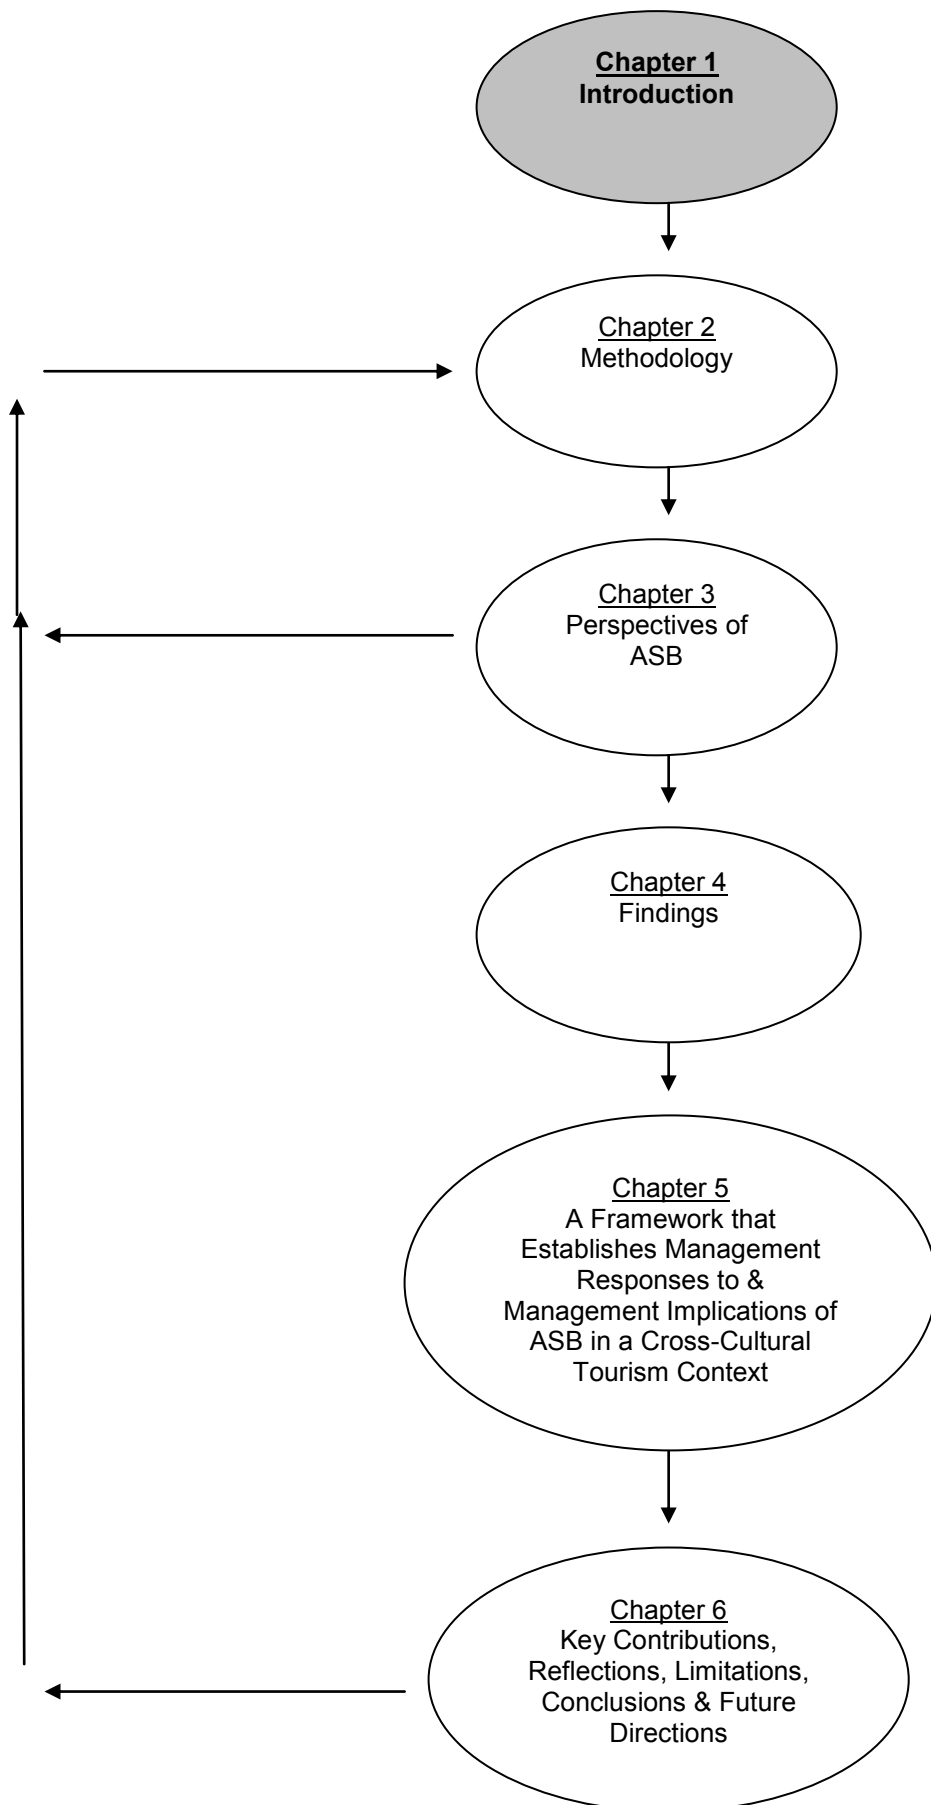 Chapter 1
Introduction
Chapter 2
Methodology
Chapter 3
Perspectives of
ASB
Chapter 4
Findings
Chapter 5
A Framework that
Establishes Management
Responses to &
Management Implications of
ASB in a Cross-Cultural
Tourism Context
Chapter 6
Key Contributions,
Reflections, Limitations,
Conclusions & Future
Directions